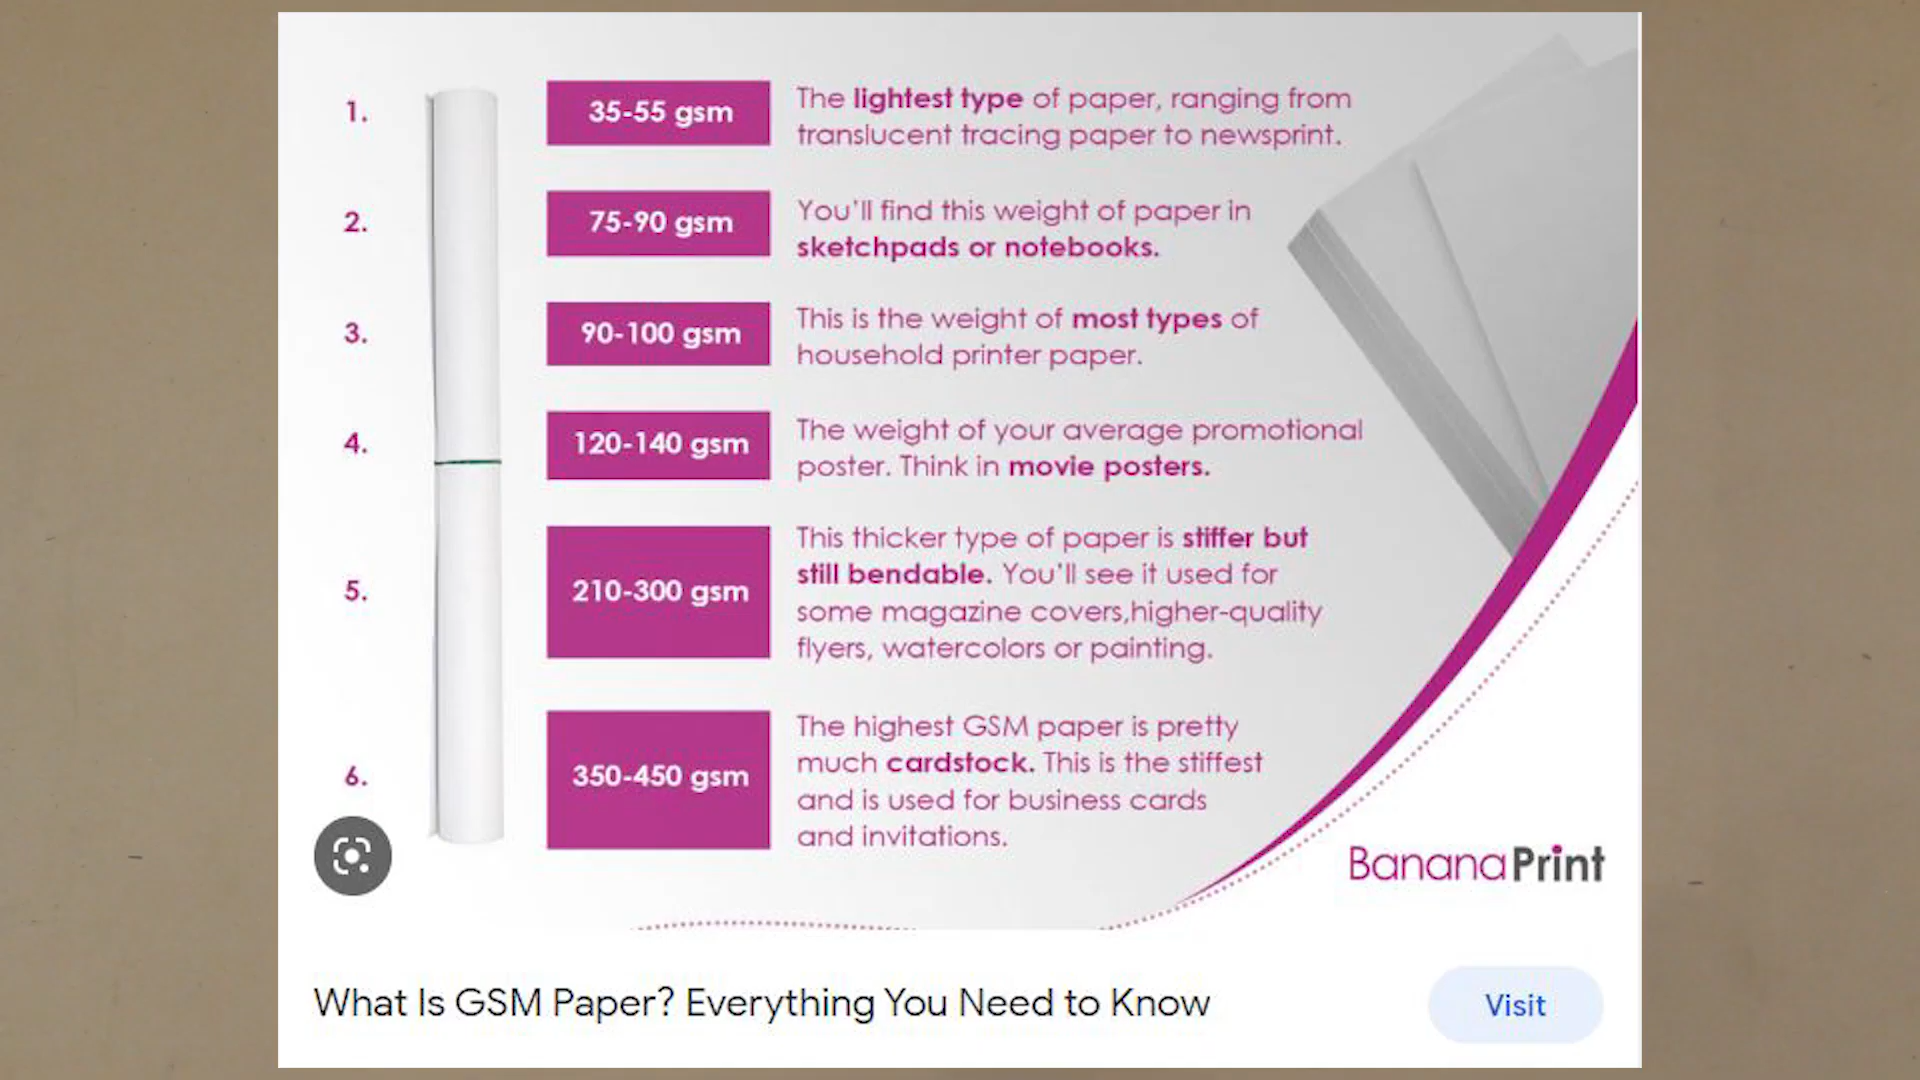 1.
35-55 gsm
The lightest type of paper, ranging from
translucent tracing paper to newsprint.
2.
75-90 gsm
You'll find this weight of paper in
sketchpads or notebooks.
3.
90-100 gsm
This is the weight of most types of
household printer paper.
4.
120-140 gsm
The weight of your average promotional
poster. Think in movie posters.
5.
210-300 gsm
This thicker type of paper is stiffer but
still bendable. You'll see it used for
some magazine covers,higher-quality
flyers, watercolors or painting.
6.
350-450 gsm
The highest GSM paper is pretty
much cardstock. This is the stiffest
and is used for business cards
and invitations.
BananaPrint
What Is GSM Paper? Everything You Need to Know
Visit